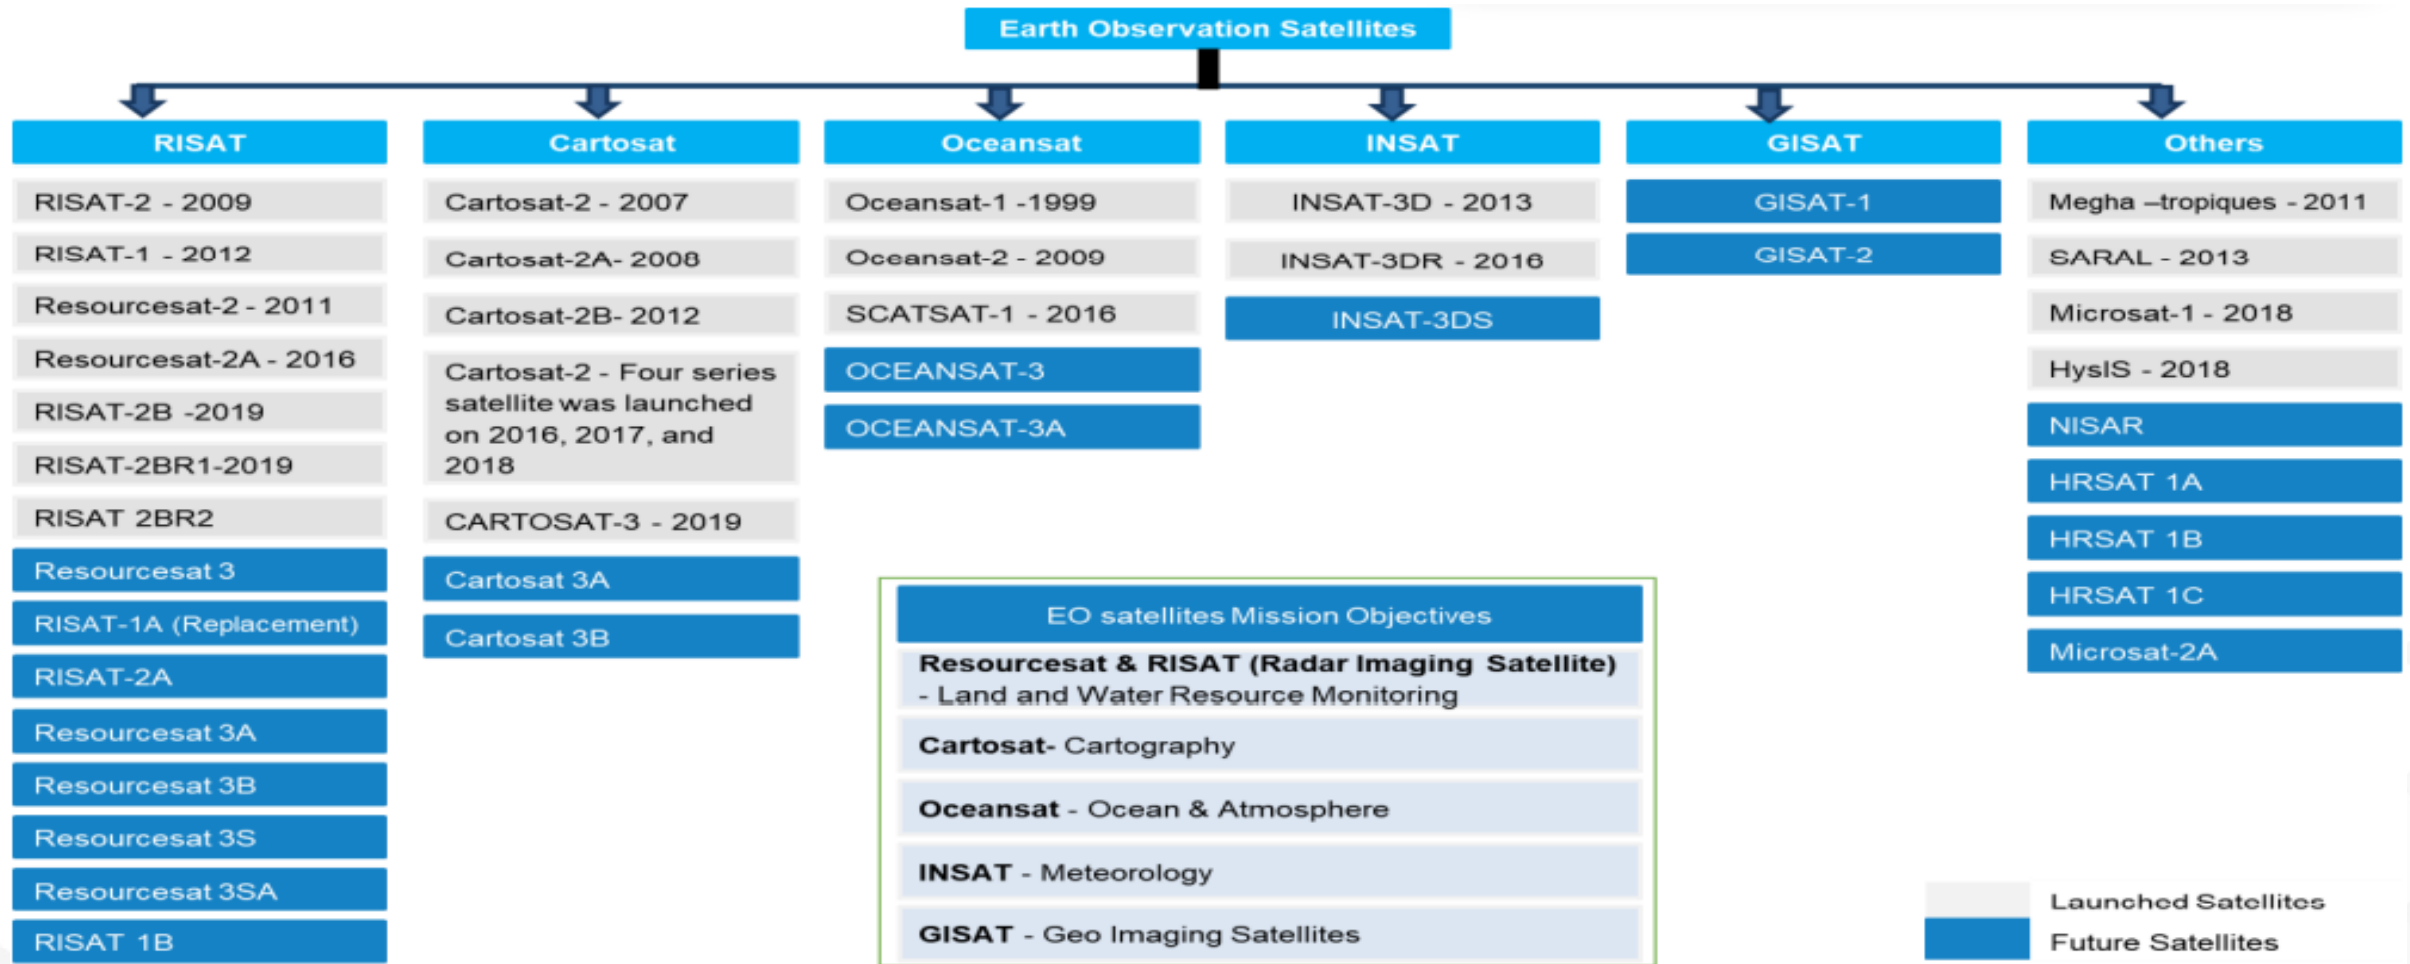 Earth Observation Satellites
RISAT
RISAT-2 - 2009
RISAT-1 - 2012
Resourcesat-2 - 2011
Resourcesat-2A - 2016
RISAT-2B -2019
RISAT-2BR1-2019
RISAT 2BR2
Resourcesat 3
RISAT-1A (Replacement)
RISAT-2A
Resourcesat 3A
Resourcesat 3B
Resourcesat 3S
Resourcesat 3SA
RISAT 1B
Cartosat
Cartosat-2 - 2007
Cartosat-2A- 2008
Cartosat-2B- 2012
Cartosat-2 - Four series
satellite was launched
on 2016, 2017, and
2018
CARTOSAT-3 - 2019
Cartosat 3A
Cartosat 3B
Oceansat
Oceansat-1 -1999
Oceansat-2 - 2009
SCATSAT-1 - 2016
OCEANSAT-3
OCEANSAT-3A
INSAT
INSAT-3D - 2013
INSAT-3DR - 2016
INSAT-3DS
GISAT
GISAT-1
GISAT-2
Others
Megha –tropiques - 2011
SARAL - 2013
Microsat-1 - 2018
HysIS - 2018
NISAR
HRSAT 1A
HRSAT 1B
HRSAT 1C
Microsat-2A
EO satellites Mission Objectives
Resourcesat & RISAT (Radar Imaging Satellite)
- Land and Water Resource Monitoring
Cartosat- Cartography
Oceansat - Ocean & Atmosphere
INSAT - Meteorology
GISAT - Geo Imaging Satellites
Launched Satellites
Future Satellites